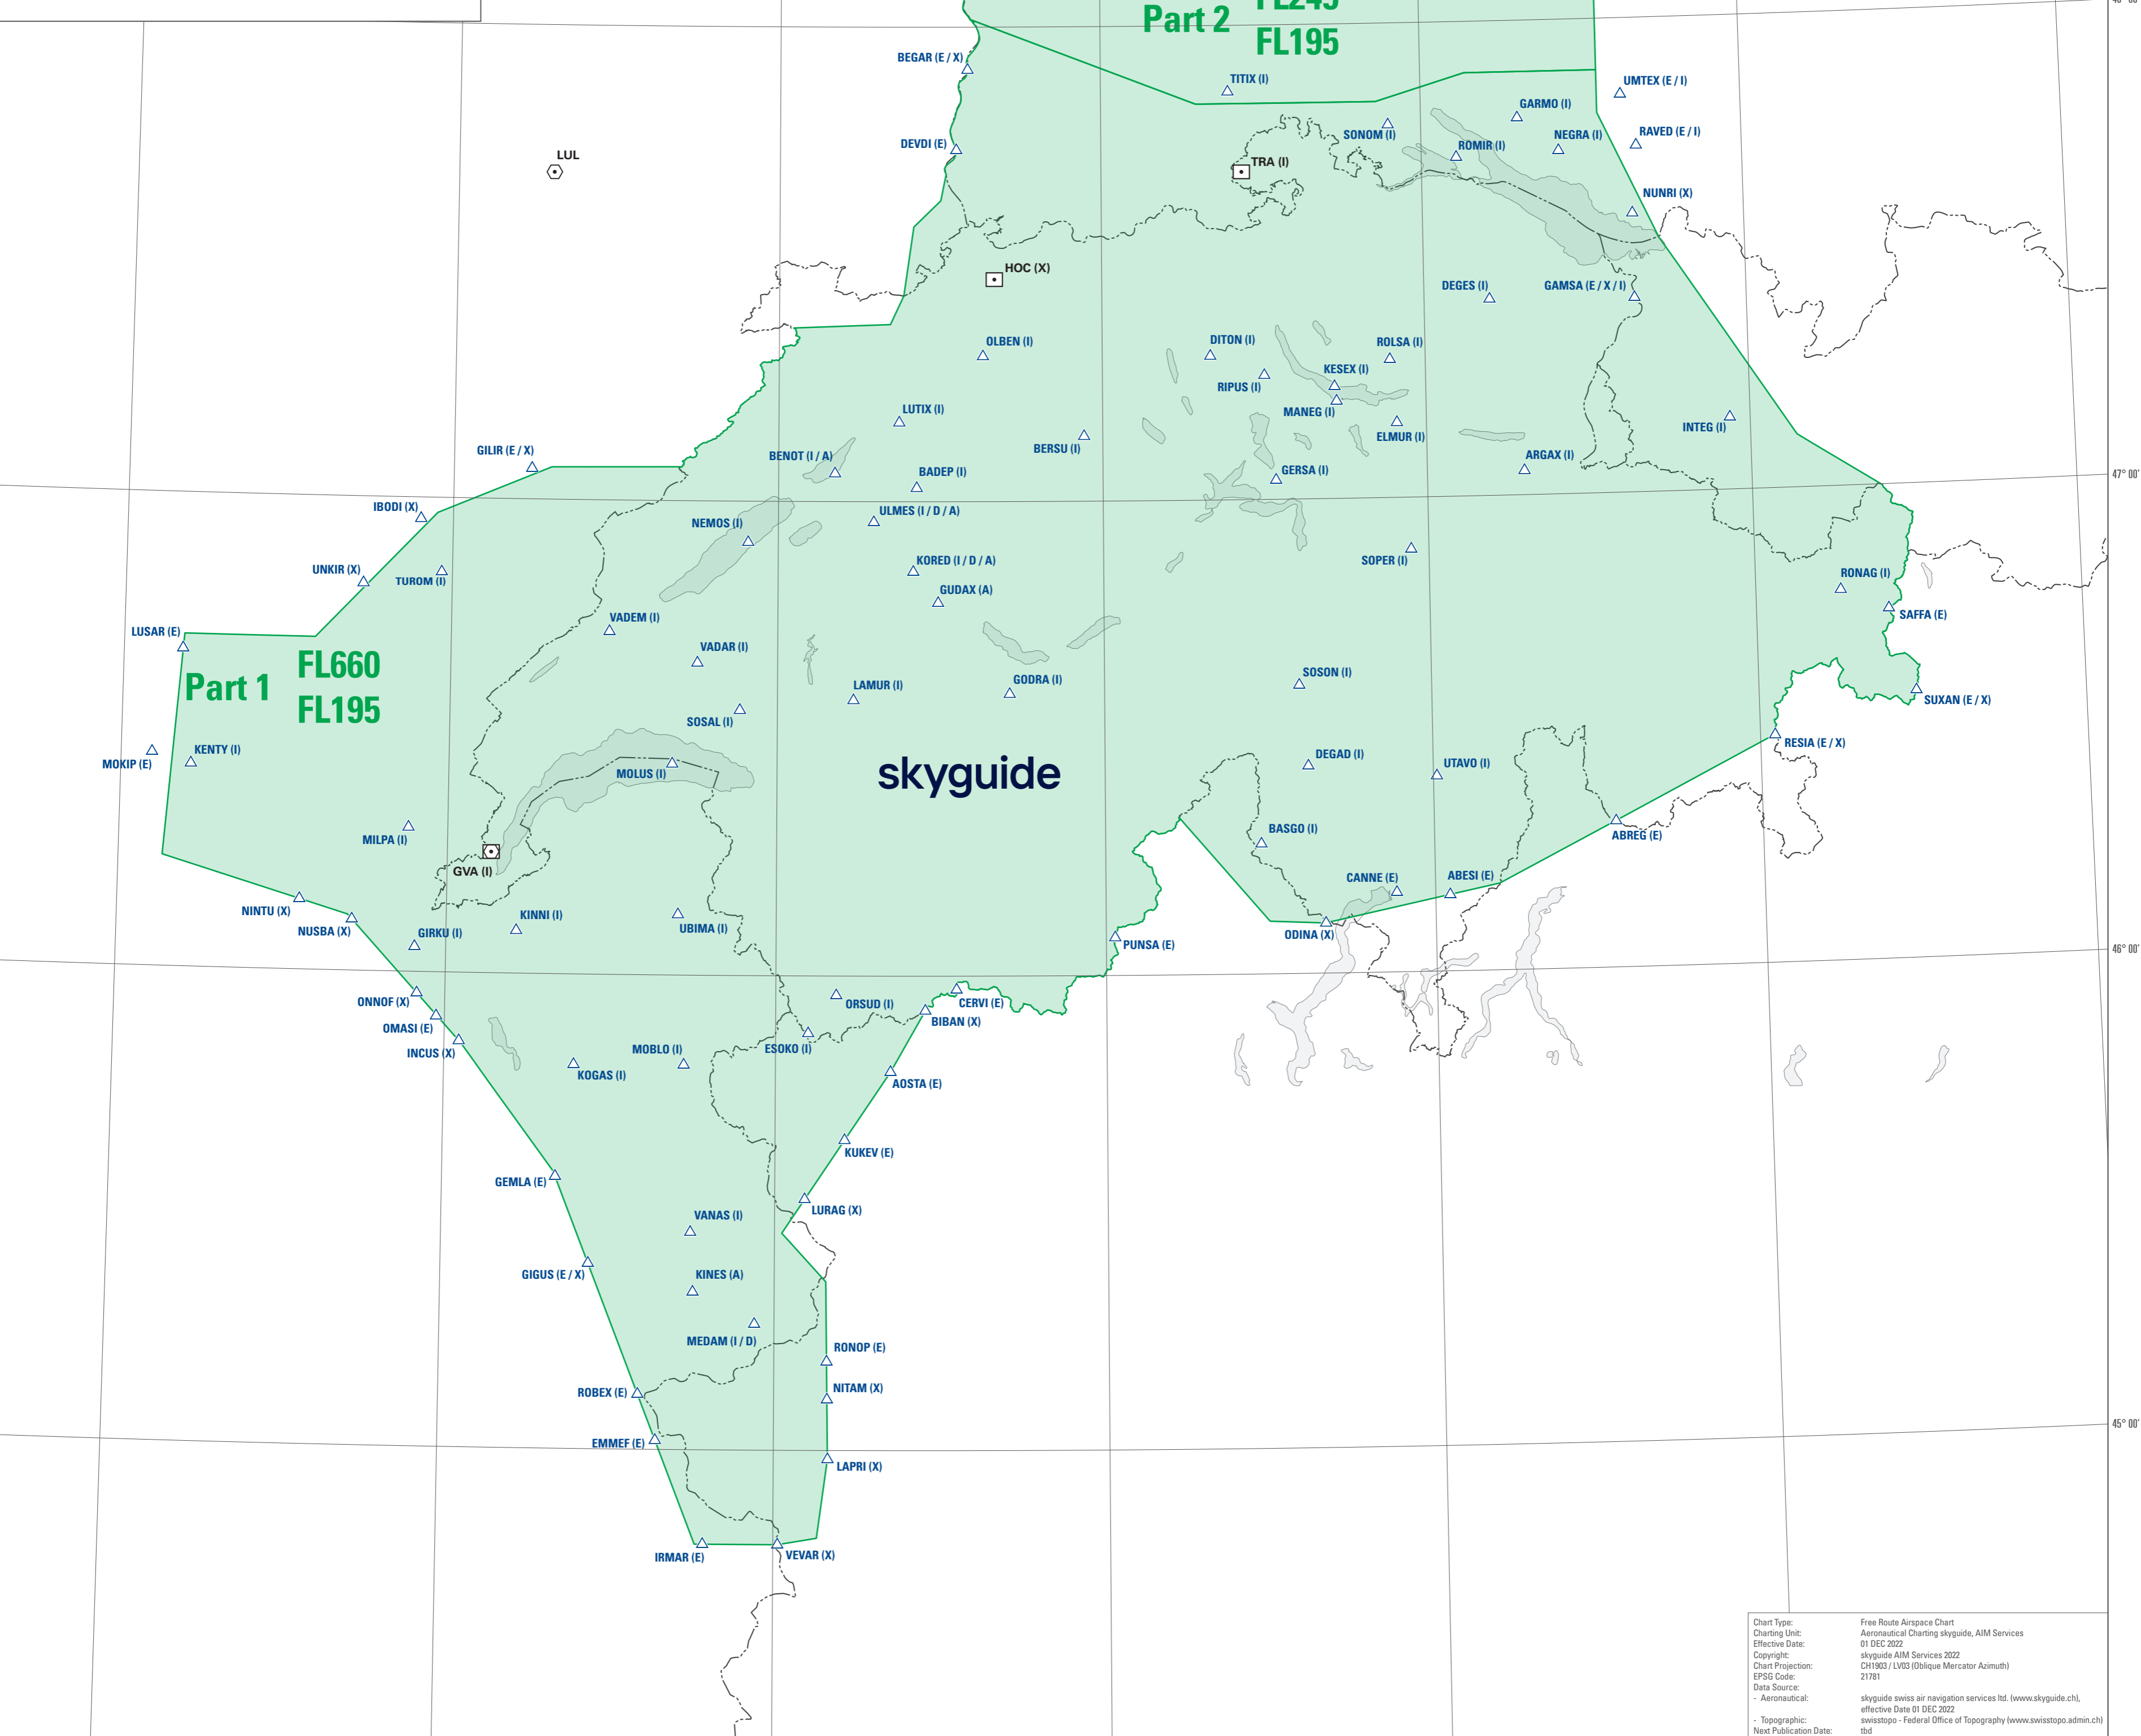 FL245
Part 2
FL195
BEGAR (E / X)
TITIX (I)
UMTEX (E / I)
GARMO (I)
SONOM (I)
NEGRA (I)
RAVED (E / I)
DEVDI (E)
ROMIR (I)
LUL
TRA (I)
NUNRI (X)
HOC (X)
DEGES (I)
GAMSA (E / X / I)
OLBEN (I)
DITON (I)
ROLSA (I)
KESEX (I)
RIPUS (I)
LUTIX (I)
MANEG (I)
INTEG (I)
ELMUR (I)
GILIR (E / X)
BERSU (I)
BENOT (I / A)
ARGAX (I)
BADEP (I)
GERSA (I)
47° 00'
IBODI (X)
ULMES (I / D / A)
NEMOS (I)
KORED (I / D / A)
SOPER (I)
UNKIR (X)
TUROM (I)
RONAG (I)
GUDAX (A)
SAFFA (E)
VADEM (I)
LUSAR (E)
VADAR (I)
Part 1
FL660
FL195
SOSON (I)
LAMUR (I)
GODRA (I)
SUXAN (E / X)
SOSAL (I)
RESIA (E / X)
KENTY (I)
MOKIP (E)
DEGAD (I)
UTAVO (I)
MOLUS (I)
skyguide
BASGO (I)
ABREG (E)
MILPA (I)
GVA (I)
CANNE (E)
ABESI (E)
NINTU (X)
KINNI (I)
NUSBA (X)
GIRKU (I)
UBIMA (I)
ODINA (X)
PUNSA (E)
46° 00'
ONNOF (X)
ORSUD (I)
CERVI (E)
BIBAN (X)
OMASI (E)
INCUS (X)
MOBLO (I)
ESOKO (I)
KOGAS (I)
AOSTA (E)
KUKEV (E)
GEMLA (E)
LURAG (X)
VANAS (I)
GIGUS (E / X)
KINES (A)
MEDAM (I / D)
RONOP (E)
NITAM (X)
ROBEX (E)
45° 00'
EMMEF (E)
LAPRI (X)
IRMAR (E)
VEVAR (X)
Chart Type: Free Route Airspace Chart
Charting Unit: Aeronautical Charting skyguide, AIM Services
Effective Date: 01 DEC 2022
Copyright: skyguide AIM Services 2022
Chart Projection: CH1903 / LV03 (Oblique Mercator Azimuth)
EPSG Code: 21781
Data Source:
- Aeronautical: skyguide swiss air navigation services ltd. (www.skyguide.ch),
effective Date 01 DEC 2022
- Topographic: swisstopo - Federal Office of Topography (www.swisstopo.admin.ch)
Next Publication Date: tbd